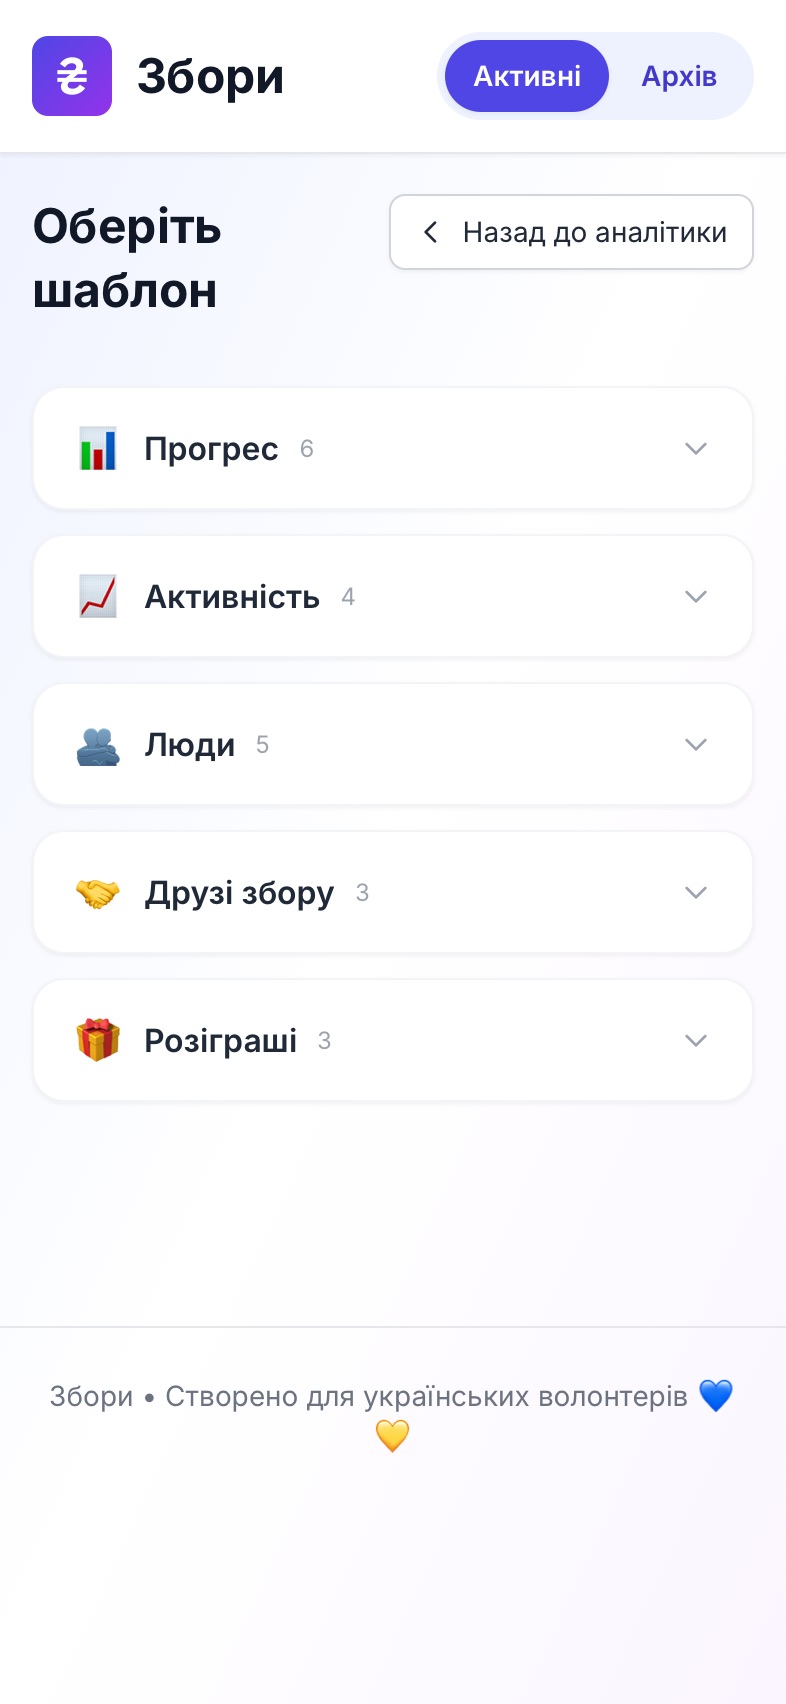 ₴ Збори Активні Архів
Оберіть
шаблон
Назад до аналітики
Прогрес 6
Активність 4
Люди 5
Друзі збору 3
Розіграші 3
Збори • Створено для українських волонтерів 💙
💛